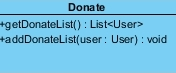 Donate
+getDonateList() : List<User>
+addDonateList(user : User) : void